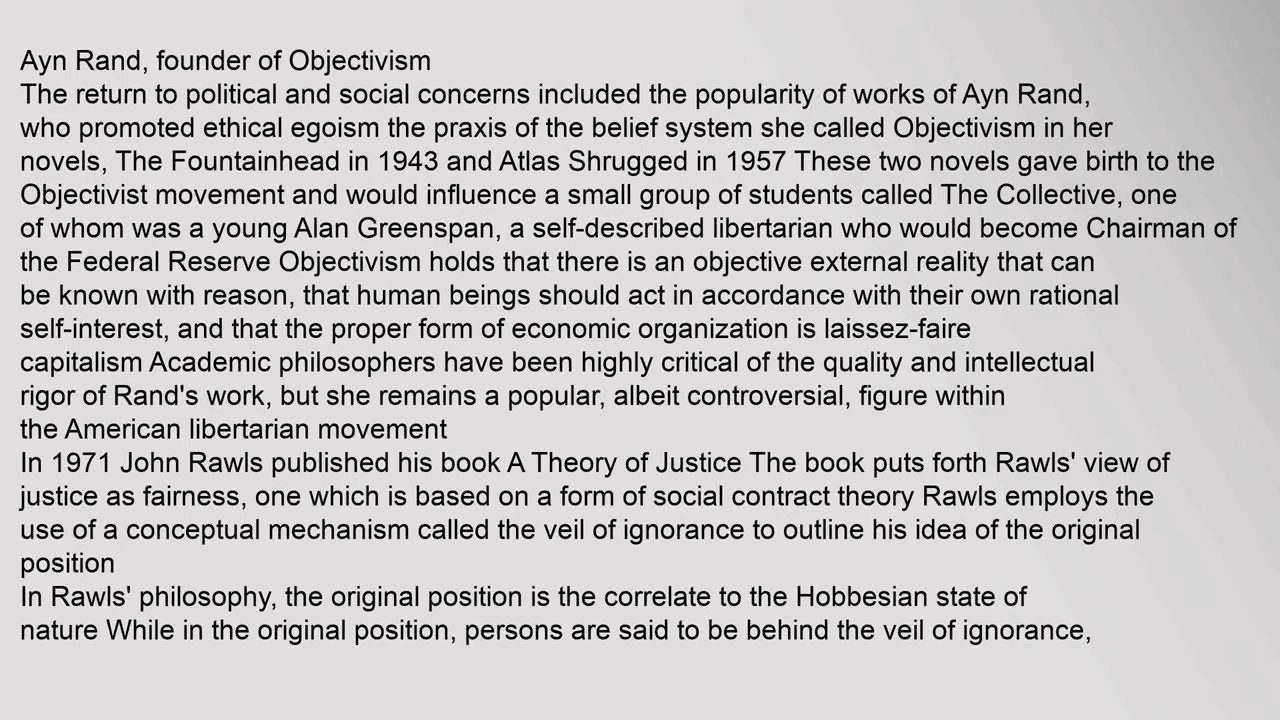 Ayn Rand, founder of Objectivism
The return to political and social concerns included the popularity of works of Ayn Rand,
who promoted ethical egoism the praxis of the belief system she called Objectivism in her
novels, The Fountainhead in 1943 and Atlas Shrugged in 1957 These two novels gave birth to the
Objectivist movement and would influence a small group of students called The Collective, one
of whom was a young Alan Greenspan, a self-described libertarian who would become Chairman of
the Federal Reserve Objectivism holds that there is an objective external reality that can
be known with reason, that human beings should act in accordance with their own rational
self-interest, and that the proper form of economic organization is laissez-faire
capitalism Academic philosophers have been highly critical of the quality and intellectual
rigor of Rand's work, but she remains a popular, albeit controversial, figure within
the American libertarian movement
In 1971 John Rawls published his book A Theory of Justice The book puts forth Rawls' view of
justice as fairness, one which is based on a form of social contract theory Rawls employs the
use of a conceptual mechanism called the veil of ignorance to outline his idea of the original
position
In Rawls' philosophy, the original position is the correlate to the Hobbesian state of
nature While in the original position, persons are said to be behind the veil of ignorance,